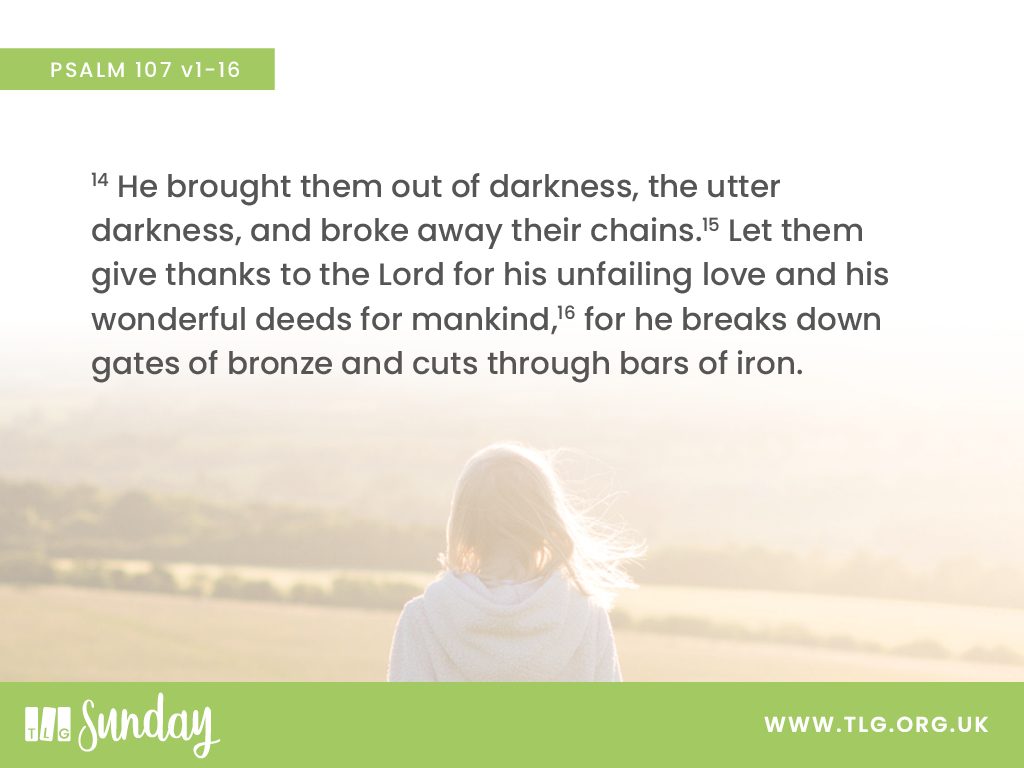 PSALM 107 v1-16
¹⁴ He brought them out of darkness, the utter
darkness, and broke away their chains.¹⁵ Let them
give thanks to the Lord for his unfailing love and his
wonderful deeds for mankind,¹⁶ for he breaks down
gates of bronze and cuts through bars of iron.
TLG Sunday
WWW.TLG.ORG.UK